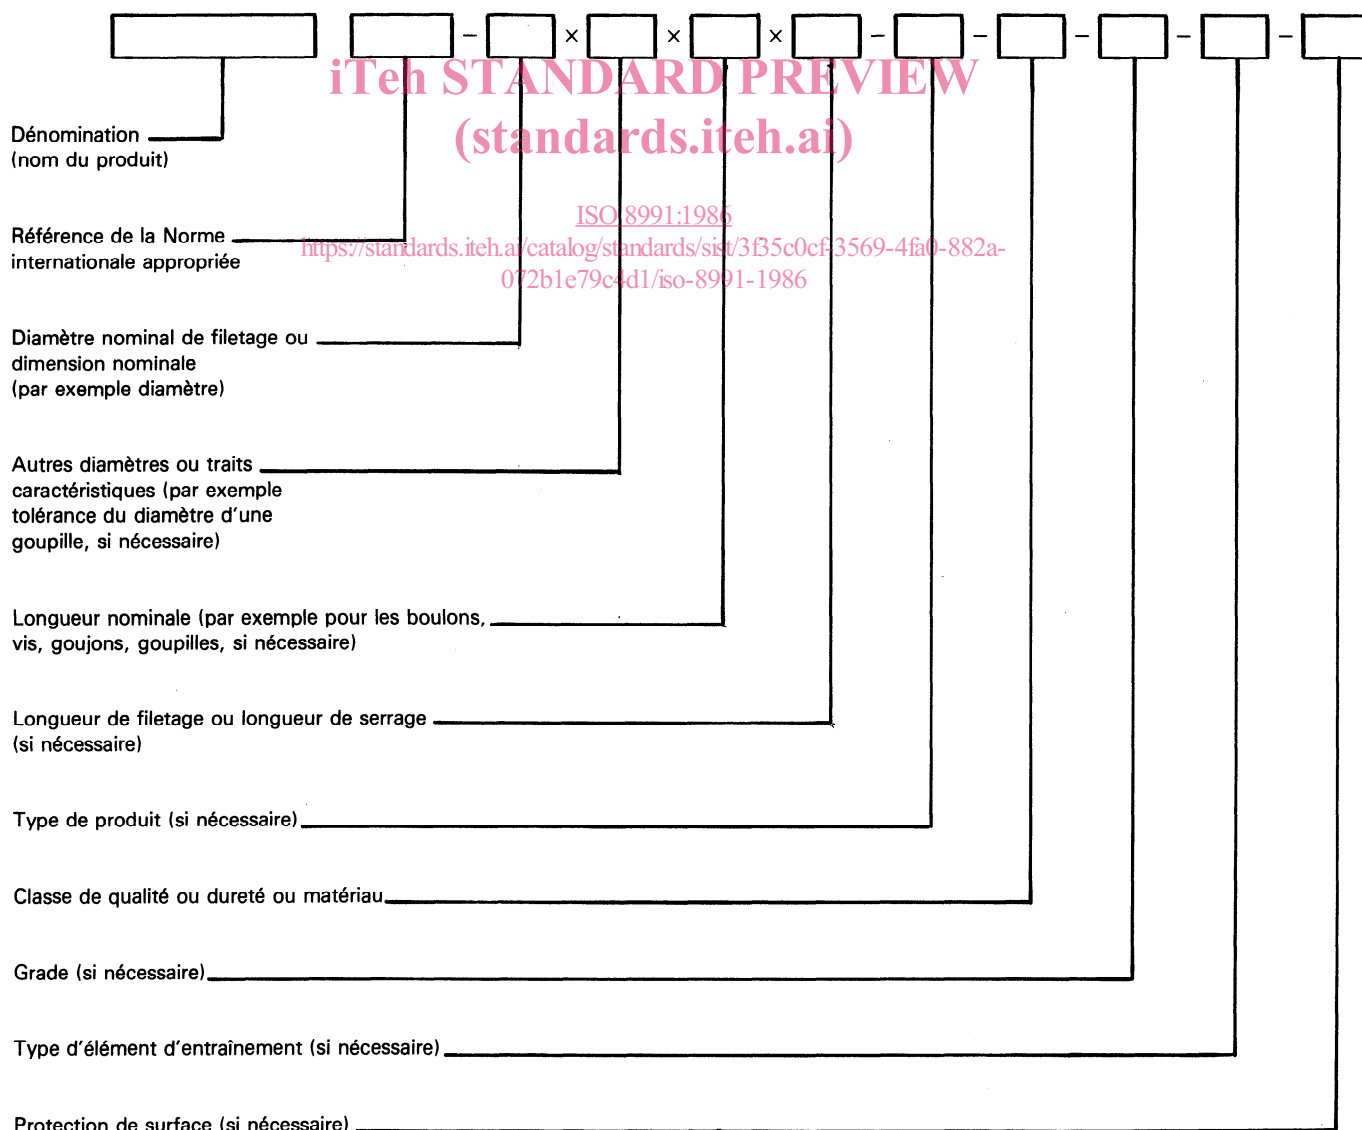 - × × × - - - - -
iTeh STANDARD PREVIEW
(standards.iteh.ai)
Dénomination
(nom du produit)
ISO 8991:1986
https://standards.iteh.ai/catalog/standards/sist/3f35c0cf-3569-4fa0-882a-
072b1e79c4d1/iso-8991-1986
Référence de la Norme
internationale appropriée
Diamètre nominal de filetage ou
dimension nominale
(par exemple diamètre)
Autres diamètres ou traits
caractéristiques (par exemple
tolérance du diamètre d'une
goupille, si nécessaire)
Longueur nominale (par exemple pour les boulons,
vis, goujons, goupilles, si nécessaire)
Longueur de filetage ou longueur de serrage
(si nécessaire)
Type de produit (si nécessaire)
Classe de qualité ou dureté ou matériau
Grade (si nécessaire)
Type d'élément d'entraînement (si nécessaire)
Protection de surface (si nécessaire)